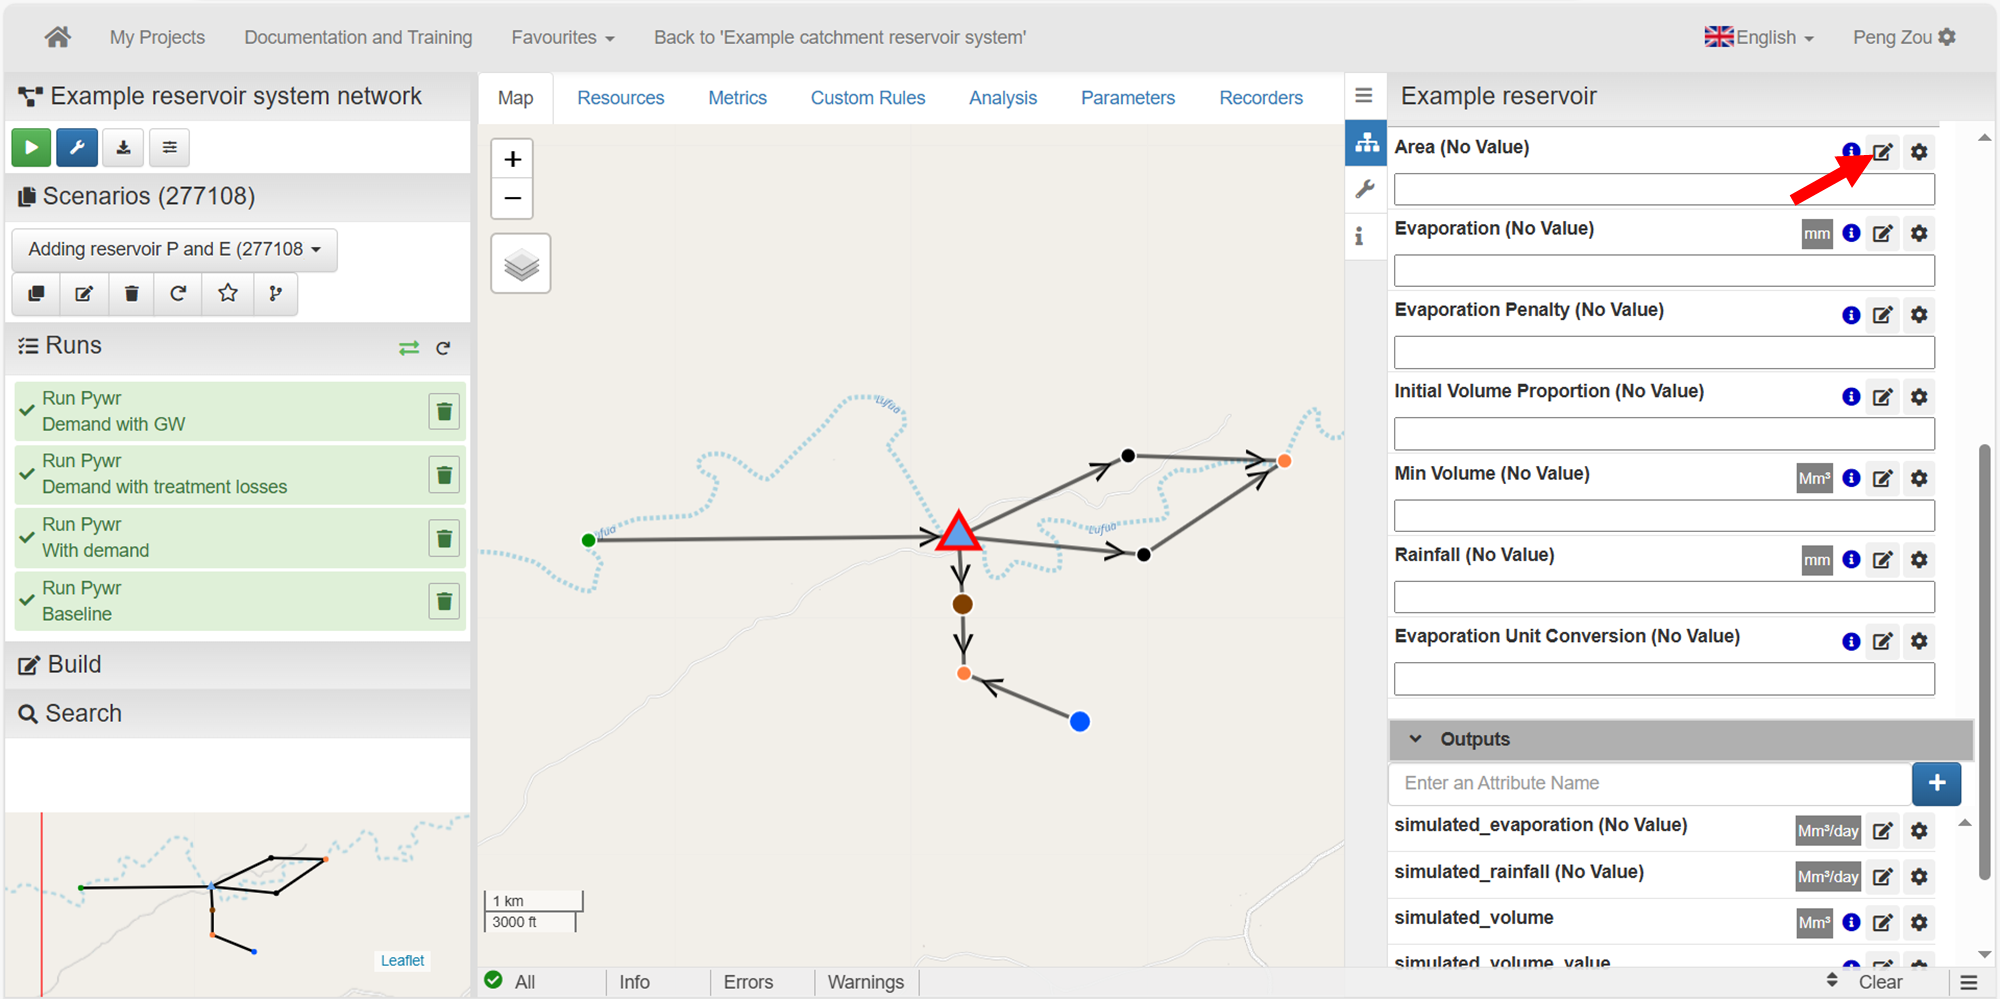 My Projects
Documentation and Training
Favourites
Back to 'Example catchment reservoir system'
English
Peng Zou
Example reservoir system network
Scenarios (277108)
Adding reservoir P and E (277108
Runs
Run Pywr
Demand with GW
Run Pywr
Demand with treatment losses
Run Pywr
With demand
Run Pywr
Baseline
Build
Search
Leaflet
Map
Resources
Metrics
Custom Rules
Analysis
Parameters
Recorders
+
−
Lufua
Lufua
1 km
3000 ft
All
Info
Errors
Warnings
Clear
Example reservoir
Area (No Value)
Evaporation (No Value)
mm
Evaporation Penalty (No Value)
Initial Volume Proportion (No Value)
Min Volume (No Value)
Mm³
Rainfall (No Value)
mm
Evaporation Unit Conversion (No Value)
Outputs
Enter an Attribute Name
+
simulated_evaporation (No Value)
Mm³/day
simulated_rainfall (No Value)
Mm³/day
simulated_volume
Mm³
simulated_volume_value